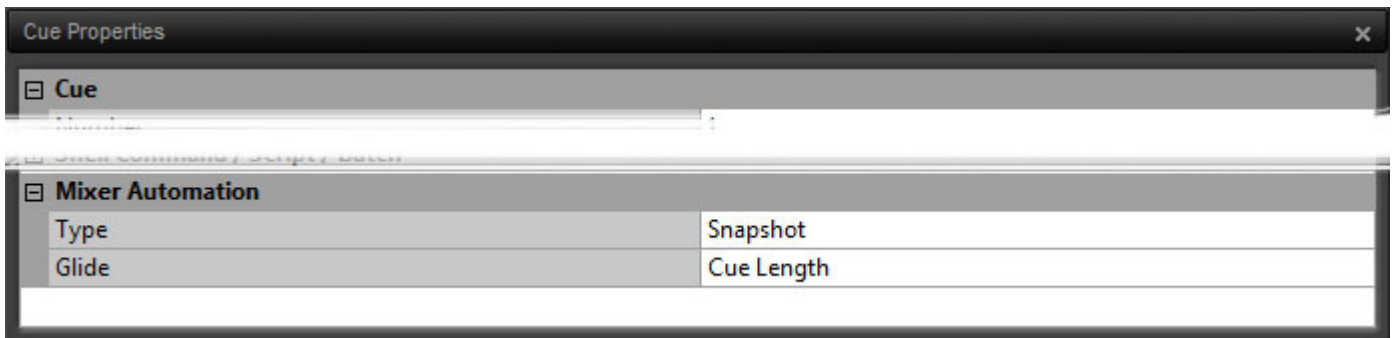 Cue Properties
Cue
Mixer Automation
Type Snapshot
Glide Cue Length